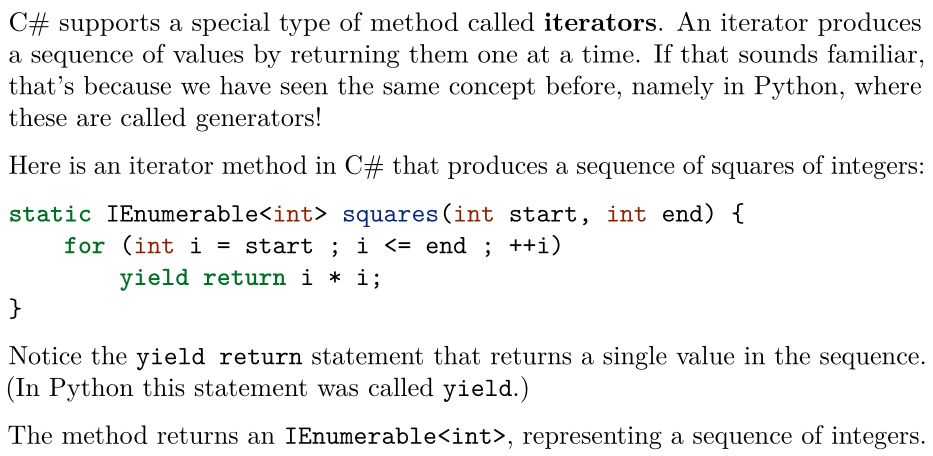 C# supports a special type of method called iterators. An iterator produces
a sequence of values by returning them one at a time. If that sounds familiar,
that's because we have seen the same concept before, namely in Python, where
these are called generators!
Here is an iterator method in C# that produces a sequence of squares of integers:
static IEnumerable<int> squares(int start, int end) {
    for (int i = start ; i <= end ; ++i)
        yield return i * i;
}
Notice the yield return statement that returns a single value in the sequence.
(In Python this statement was called yield.)
The method returns an IEnumerable<int>, representing a sequence of integers.